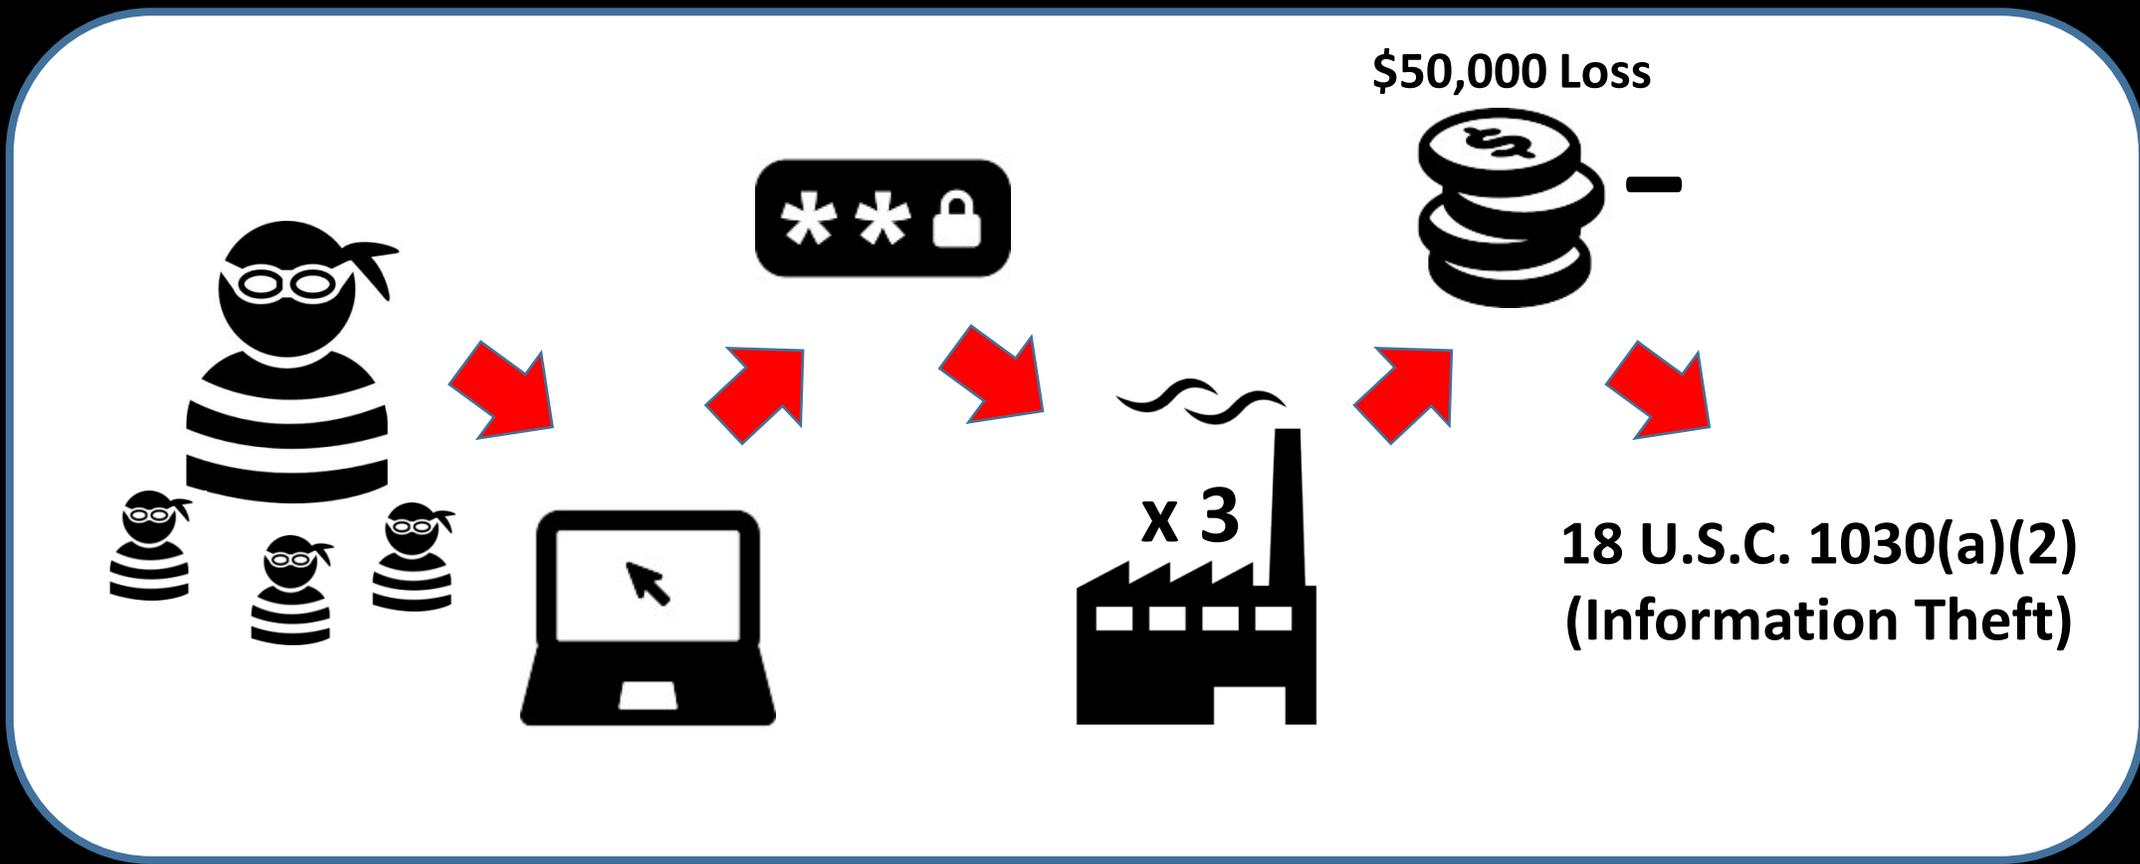 $50,000 Loss
**
x 3
18 U.S.C. 1030(a)(2)
(Information Theft)